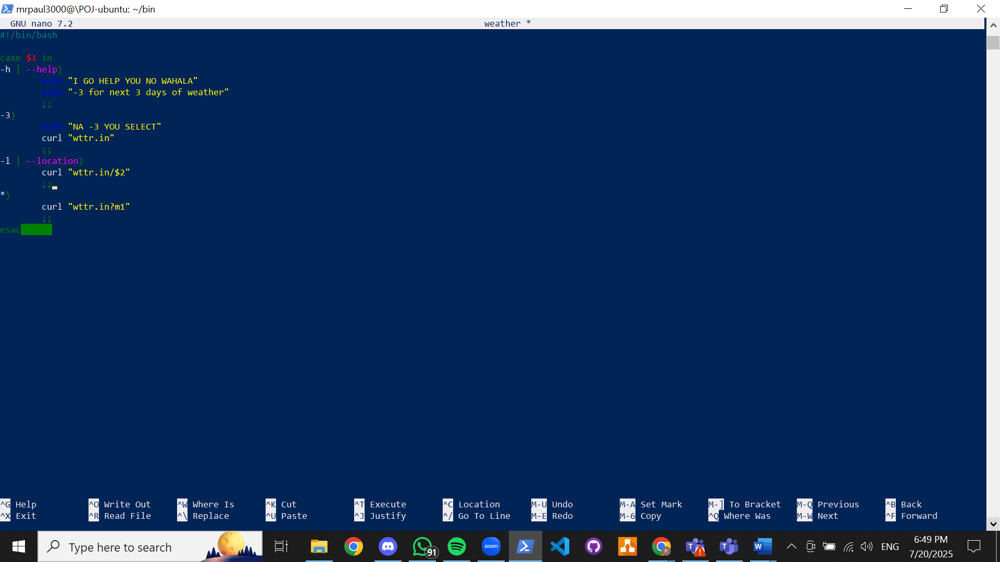 mrpaul3000@\POJ-ubuntu: ~/bin
GNU nano 7.2 weather *
#!/bin/bash
case $1 in
-h | --help)
echo "I GO HELP YOU NO WAHALA"
echo "-3 for next 3 days of weather"
;;
-3)
echo "NA -3 YOU SELECT"
curl "wttr.in"
;;
-l | --location)
curl "wttr.in/$2"
;;
*)
curl "wttr.in?m1"
;;
esac
^G Help ^O Write Out ^W Where Is ^K Cut ^T Execute ^C Location M-U Undo M-A Set Mark M-] To Bracket M-Q Previous ^B Back
^X Exit ^R Read File ^\ Replace ^U Paste ^J Justify ^/ Go To Line M-E Redo M-6 Copy ^Q Where Was M-W Next ^F Forward
Type here to search 91 zoom P T T W ENG 6:49 PM
7/20/2025